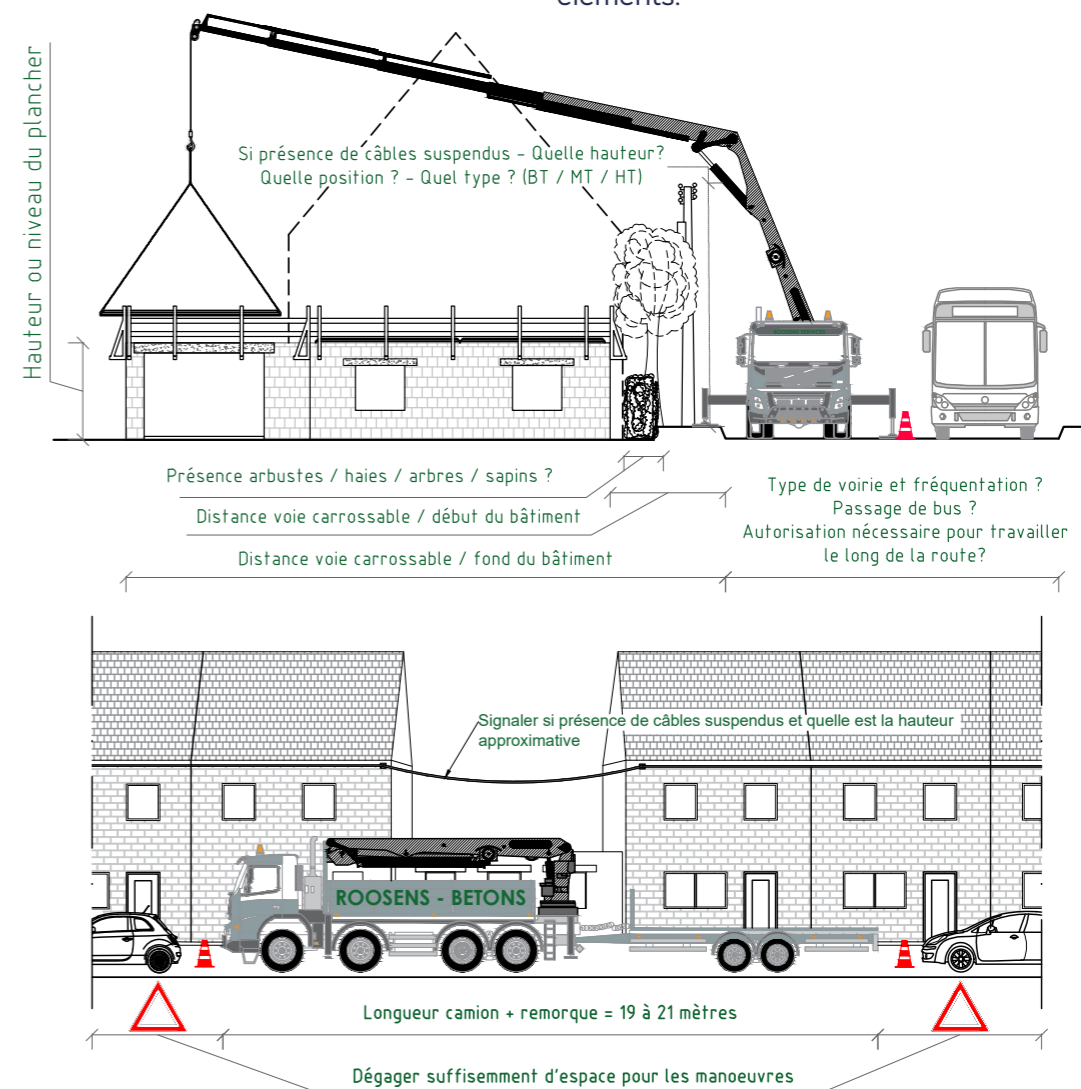 éléments.
Hauteur ou niveau du plancher
Si présence de câbles suspendus - Quelle hauteur?
Quelle position ? - Quel type ? (BT / MT / HT)
Présence arbustes / haies / arbres / sapins ?
Distance voie carrossable / début du bâtiment
Distance voie carrossable / fond du bâtiment
Type de voirie et fréquentation ?
Passage de bus ?
Autorisation nécessaire pour travailler
le long de la route?
Signaler si présence de câbles suspendus et quelle est la hauteur
approximative
ROOSENS - BETONS
Longueur camion + remorque = 19 à 21 mètres
Dégager suffisemment d'espace pour les manoeuvres